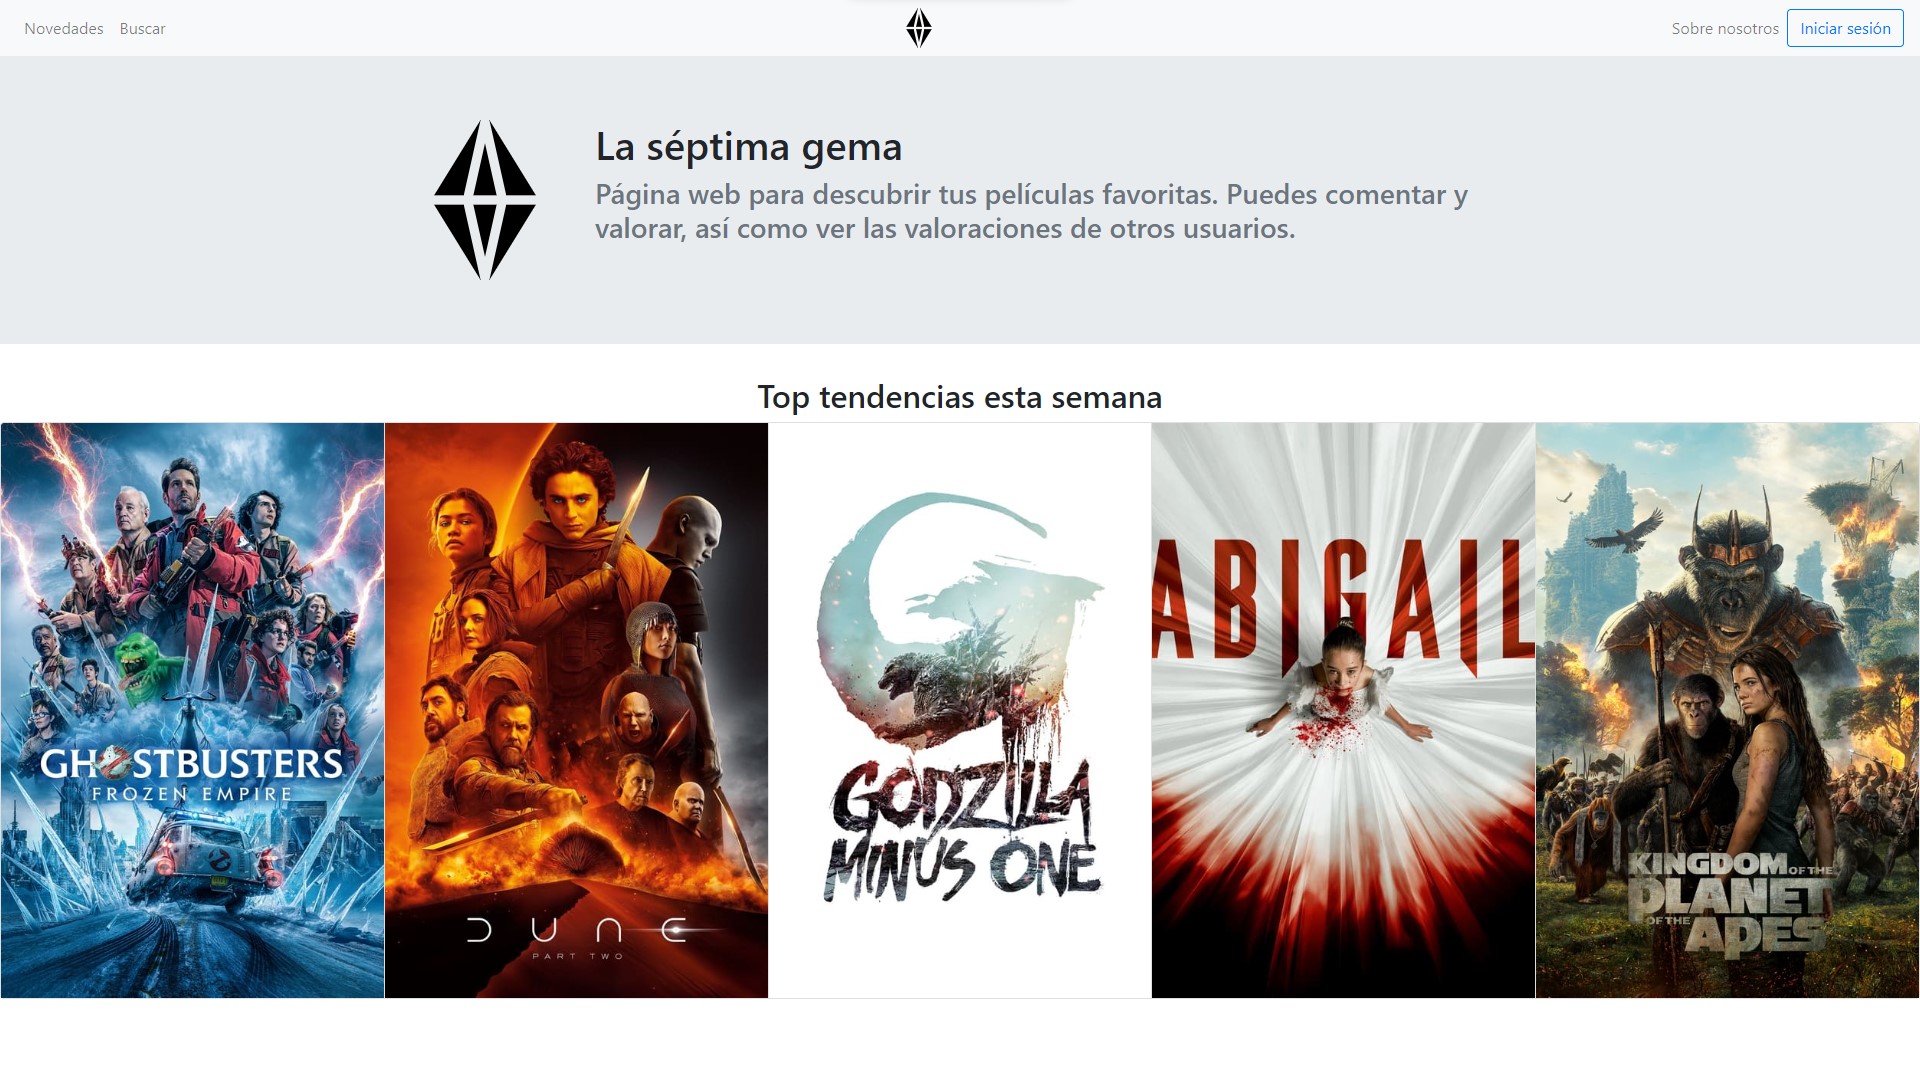 Novedades Buscar Sobre nosotros Iniciar sesión
La séptima gema
Página web para descubrir tus películas favoritas. Puedes comentar y
valorar, así como ver las valoraciones de otros usuarios.
Top tendencias esta semana
GHOSTBUSTERS
FROZEN EMPIRE
DUNE
PART TWO
GODZILLA
MINUS ONE
ABIGAIL
KINGDOM OF THE
PLANET
OF THE
APES